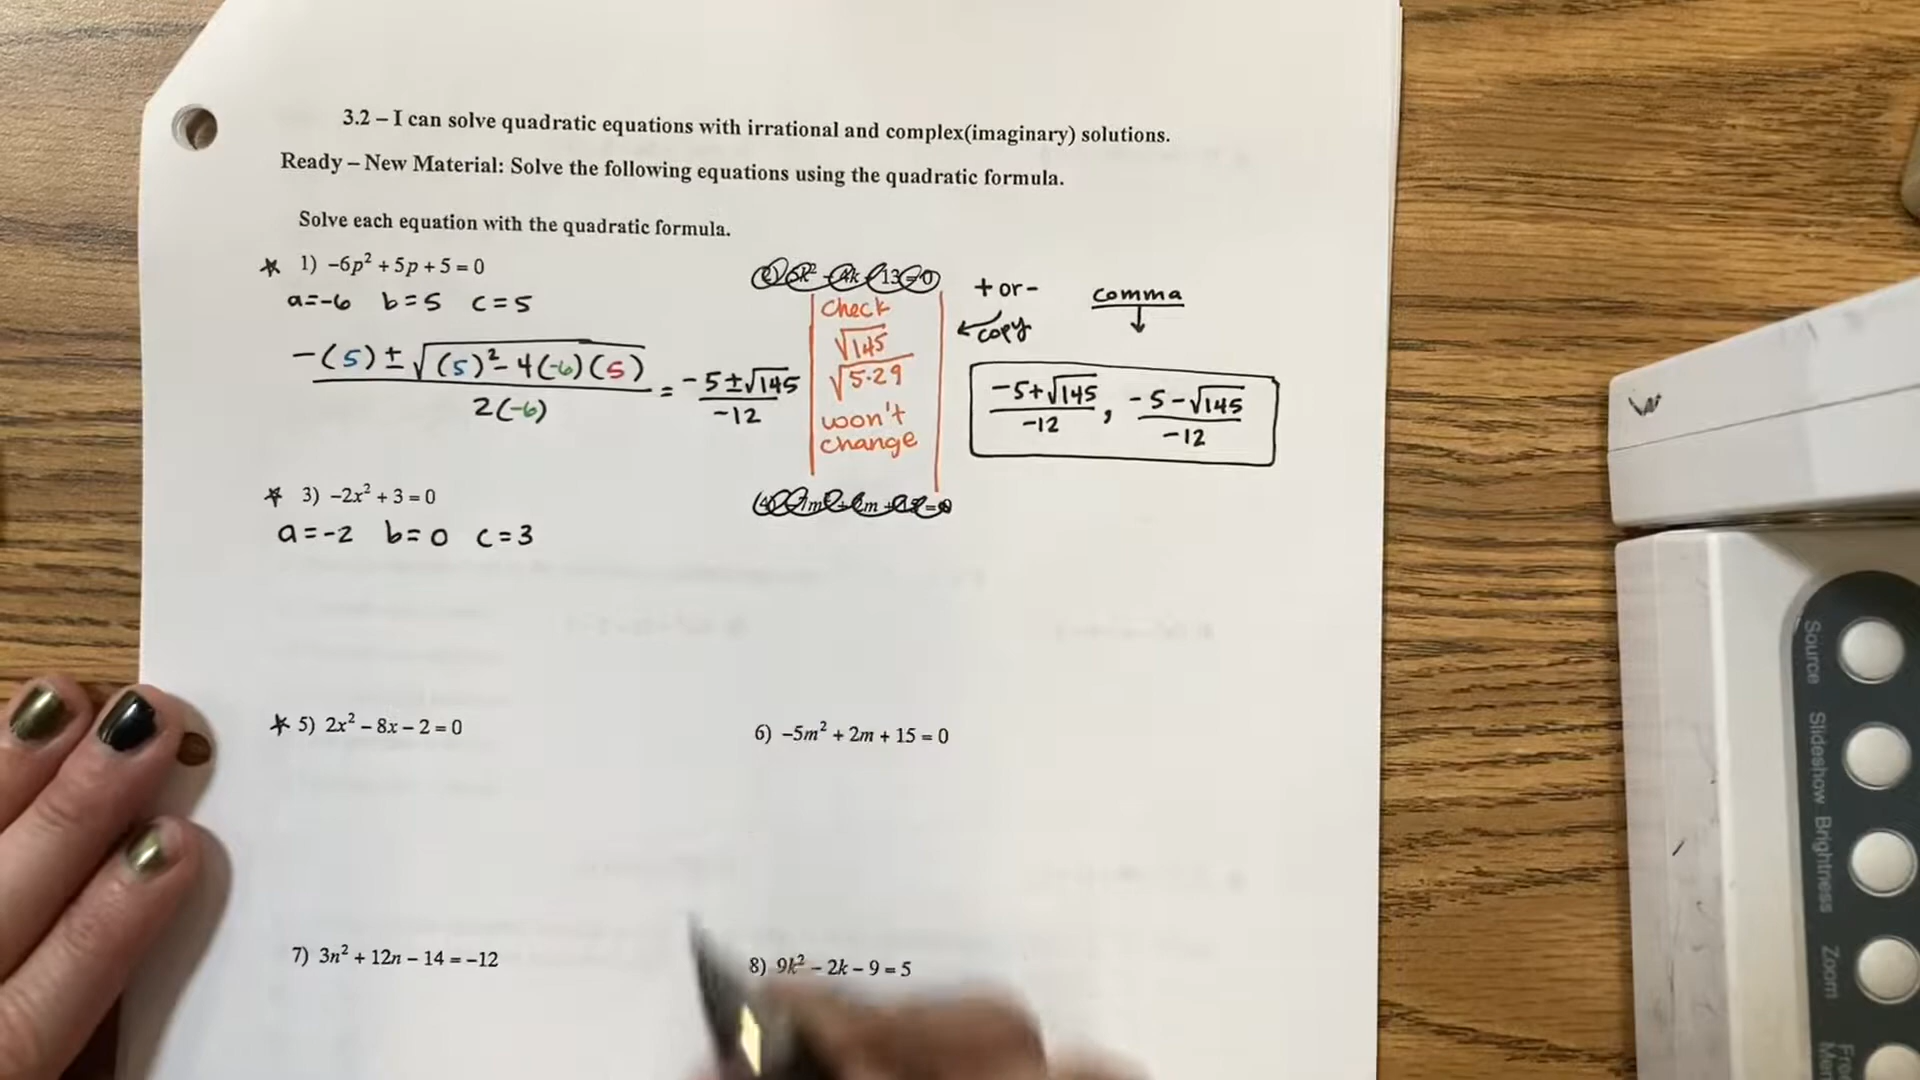 3.2 – I can solve quadratic equations with irrational and complex(imaginary) solutions.
Ready – New Material: Solve the following equations using the quadratic formula.
Solve each equation with the quadratic formula.
1) -6p² + 5p + 5 = 0
a=-6 b=5 c=5
-(5)±√(5)²-4(-6)(5) / 2(-6) = -5±√145 / -12
check
√145
√5·29
won't
change
+ or -
copy
comma
-5+√145 / -12 , -5-√145 / -12
3) -2x² + 3 = 0
a=-2 b=0 c=3
5) 2x² - 8x - 2 = 0
6) -5m² + 2m + 15 = 0
7) 3n² + 12n - 14 = -12
8) 9k² - 2k - 9 = 5
Source
Slideshow
Brightness
Zoom